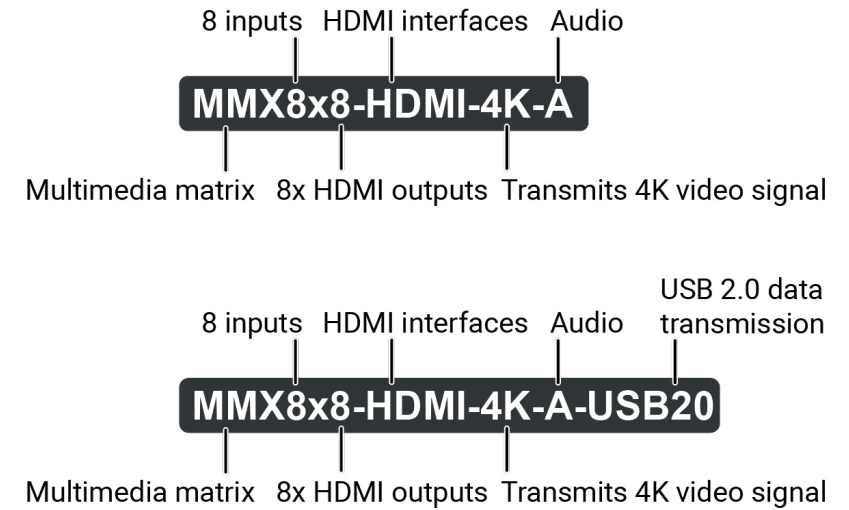 8 inputs HDMI interfaces Audio
MMX8x8-HDMI-4K-A
Multimedia matrix 8x HDMI outputs Transmits 4K video signal
USB 2.0 data
8 inputs HDMI interfaces Audio transmission
MMX8x8-HDMI-4K-A-USB20
Multimedia matrix 8x HDMI outputs Transmits 4K video signal